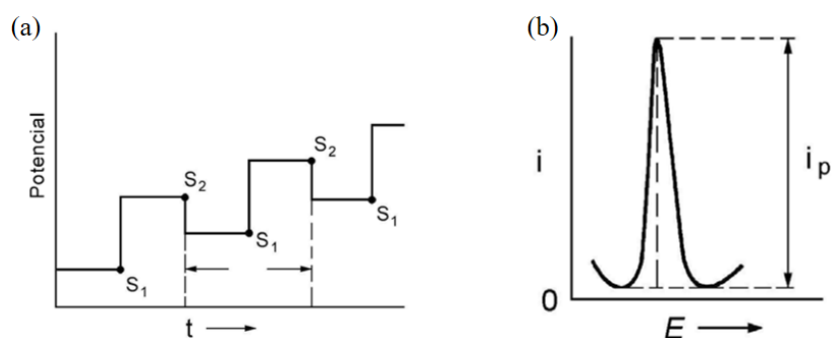 (a)
Potencial
S₁
S₂
S₁
S₂
S₁
t
(b)
i
0
E
iₚ